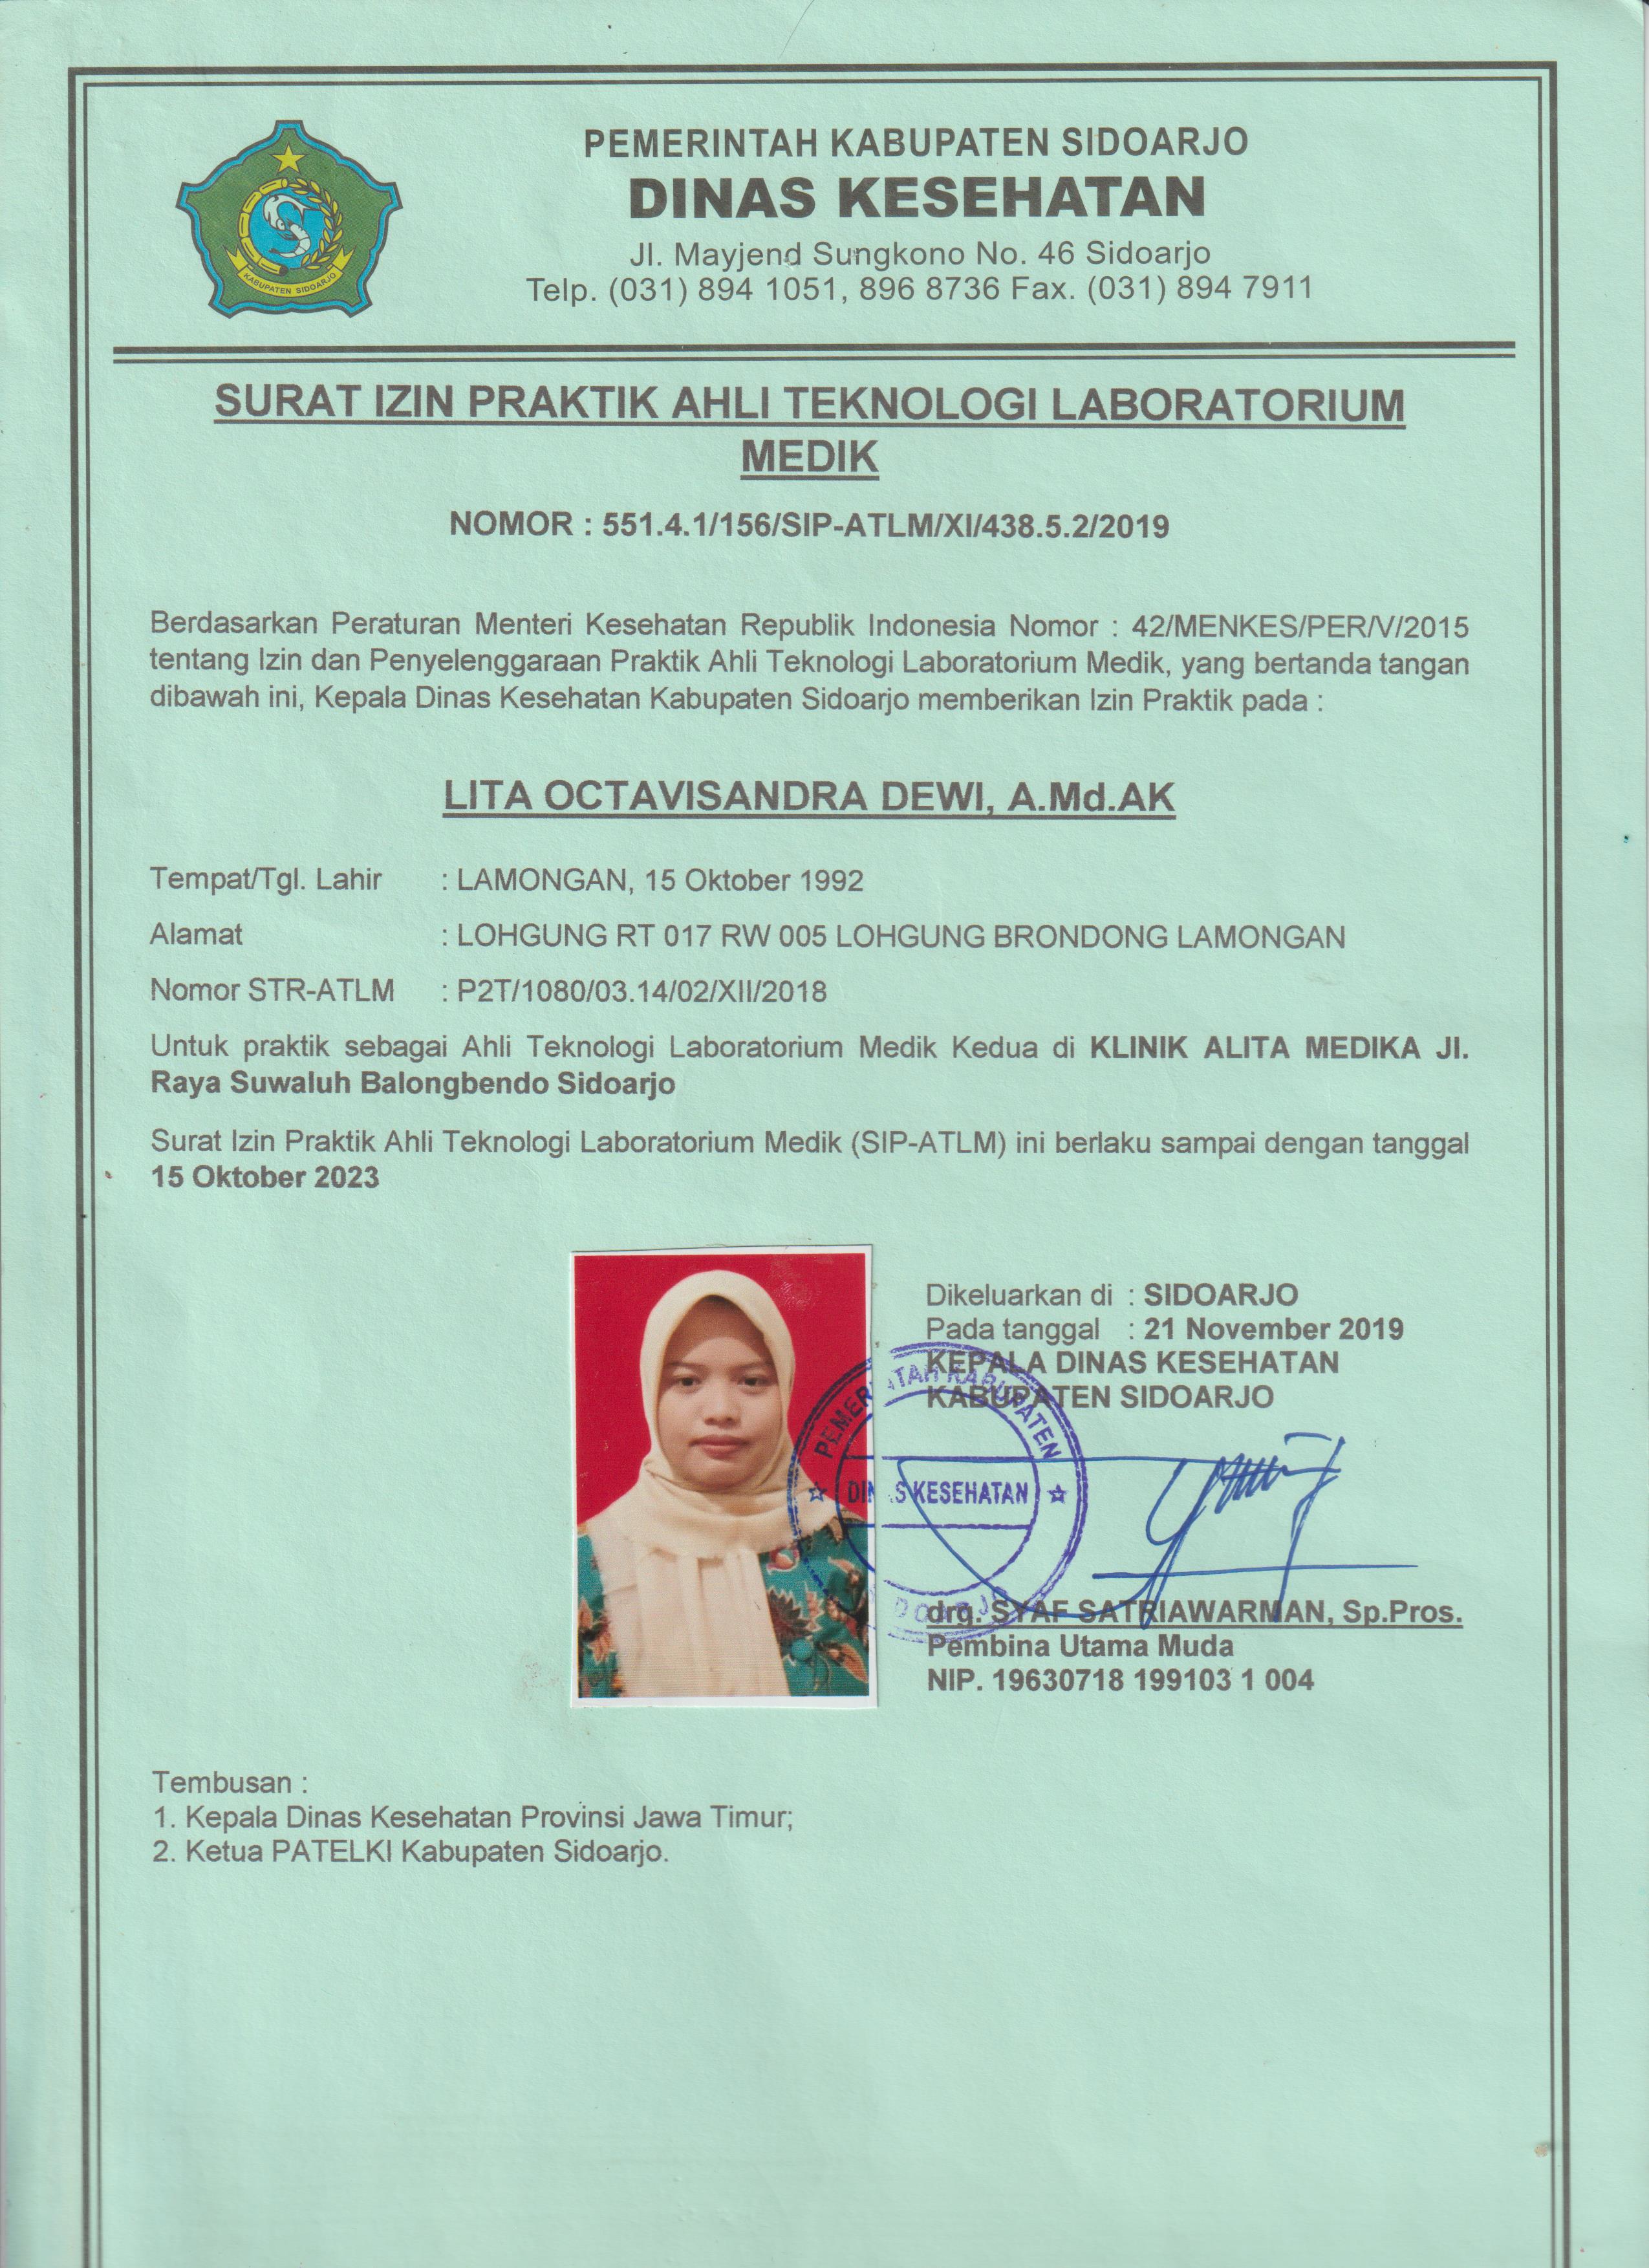 PEMERINTAH KABUPATEN SIDOARJO
DINAS KESEHATAN
Jl. Mayjend Sungkono No. 46 Sidoarjo
Telp. (031) 894 1051, 896 8736 Fax. (031) 894 7911
KABUPATEN SIDOARJO
SURAT IZIN PRAKTIK AHLI TEKNOLOGI LABORATORIUM
MEDIK
NOMOR : 551.4.1/156/SIP-ATLM/XI/438.5.2/2019
Berdasarkan Peraturan Menteri Kesehatan Republik Indonesia Nomor : 42/MENKES/PER/V/2015
tentang Izin dan Penyelenggaraan Praktik Ahli Teknologi Laboratorium Medik, yang bertanda tangan
dibawah ini, Kepala Dinas Kesehatan Kabupaten Sidoarjo memberikan Izin Praktik pada :
LITA OCTAVISANDRA DEWI, A.Md.AK
Tempat/Tgl. Lahir : LAMONGAN, 15 Oktober 1992
Alamat : LOHGUNG RT 017 RW 005 LOHGUNG BRONDONG LAMONGAN
Nomor STR-ATLM : P2T/1080/03.14/02/XII/2018
Untuk praktik sebagai Ahli Teknologi Laboratorium Medik Kedua di KLINIK ALITA MEDIKA Jl.
Raya Suwaluh Balongbendo Sidoarjo
Surat Izin Praktik Ahli Teknologi Laboratorium Medik (SIP-ATLM) ini berlaku sampai dengan tanggal
15 Oktober 2023
Dikeluarkan di : SIDOARJO
Pada tanggal : 21 November 2019
KEPALA DINAS KESEHATAN
KABUPATEN SIDOARJO
PEMERINTAH KABUPATEN
DINAS KESEHATAN
SIDOARJO
drg. SYAF SATRIAWARMAN, Sp.Pros.
Pembina Utama Muda
NIP. 19630718 199103 1 004
Tembusan :
1. Kepala Dinas Kesehatan Provinsi Jawa Timur;
2. Ketua PATELKI Kabupaten Sidoarjo.